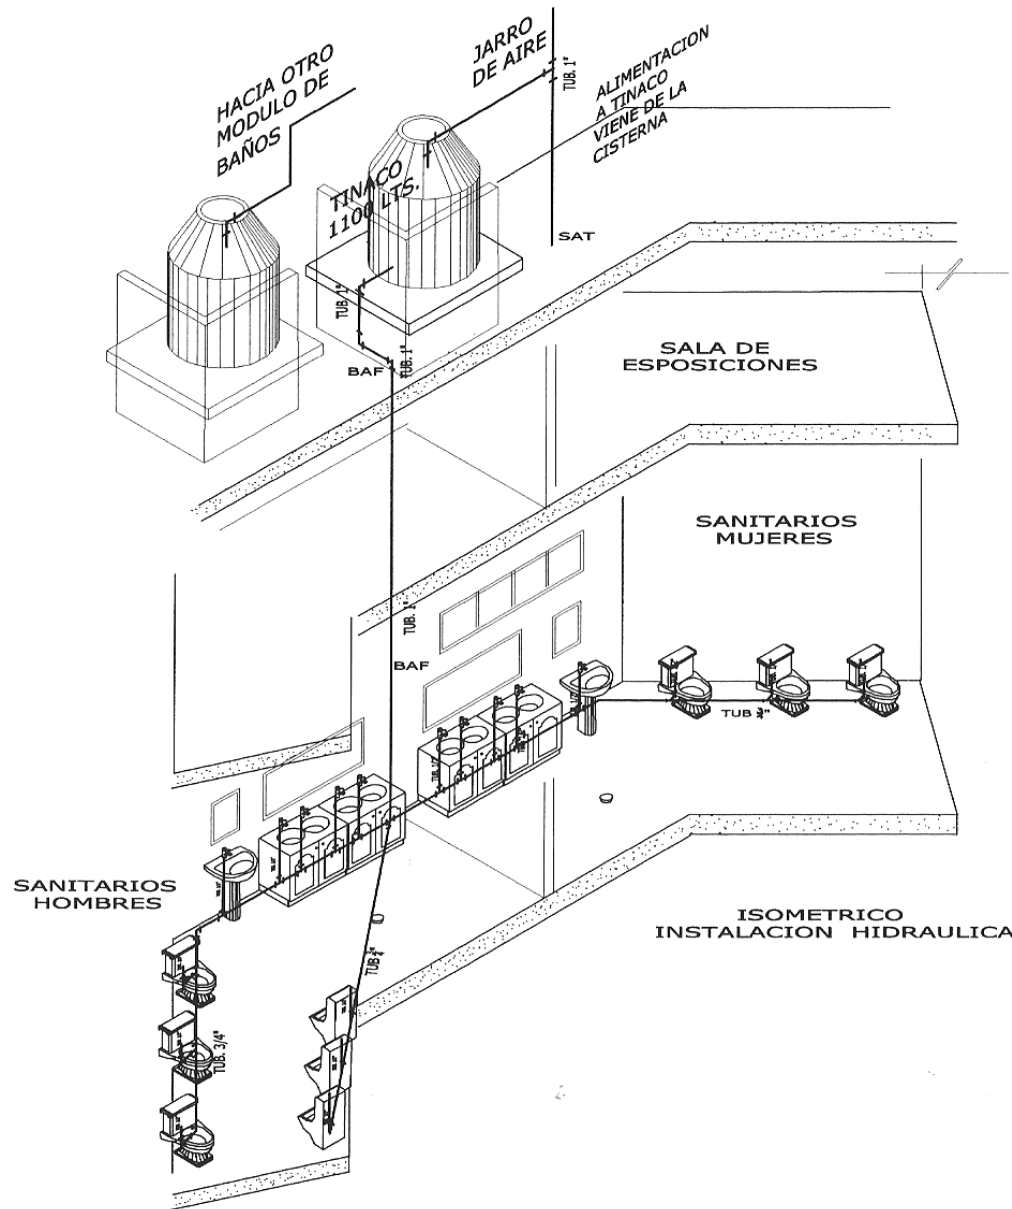 HACIA OTRO
MODULO DE
BAÑOS
JARRO
DE AIRE
TUB. 1"
ALIMENTACION
A TINACO
VIENE DE LA
CISTERNA
TINACO
1100 LTS.
SAT
TUB. 1"
TUB. 1"
BAF
SALA DE
ESPOSICIONES
SANITARIOS
MUJERES
TUB. 1"
BAF
TUB 3/4"
SANITARIOS
HOMBRES
ISOMETRICO
INSTALACION HIDRAULICA
TUB 3/4"
TUB. 3/4"